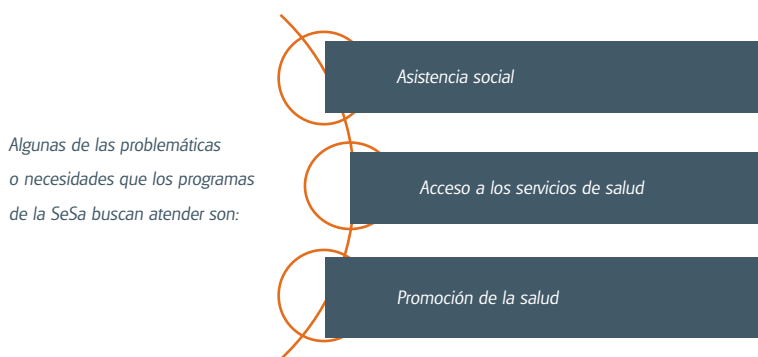 Algunas de las problemáticas
o necesidades que los programas
de la SeSa buscan atender son:
Asistencia social
Acceso a los servicios de salud
Promoción de la salud